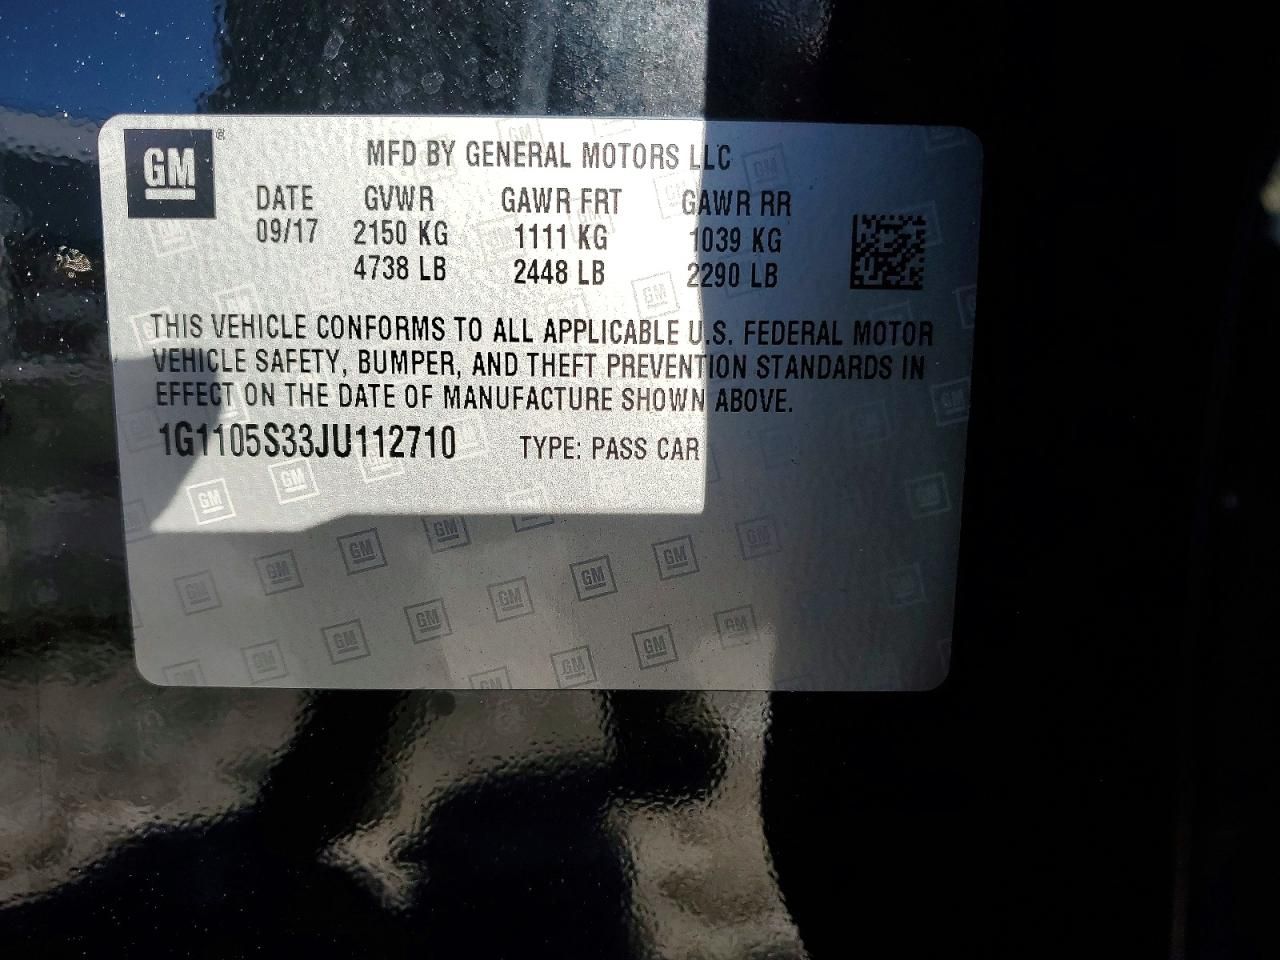 GM ®
MFD BY GENERAL MOTORS LLC
DATE GVWR GAWR FRT GAWR RR
09/17 2150 KG 1111 KG 1039 KG
4738 LB 2448 LB 2290 LB
THIS VEHICLE CONFORMS TO ALL APPLICABLE U.S. FEDERAL MOTOR
VEHICLE SAFETY, BUMPER, AND THEFT PREVENTION STANDARDS IN
EFFECT ON THE DATE OF MANUFACTURE SHOWN ABOVE.
1G1105S33JU112710 TYPE: PASS CAR